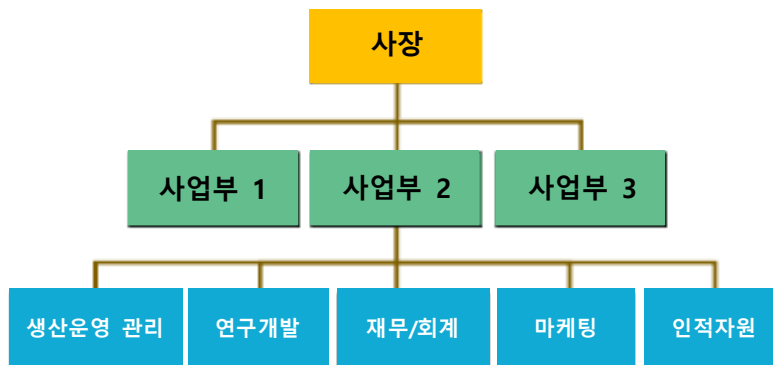 사장
사업부 1
사업부 2
사업부 3
생산운영 관리
연구개발
재무/회계
마케팅
인적자원